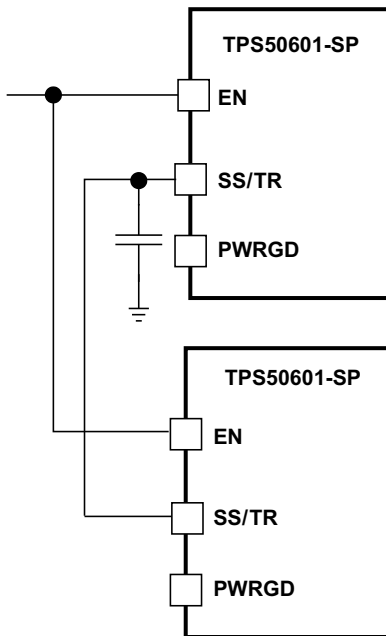 TPS50601-SP
EN
SS/TR
PWRGD
TPS50601-SP
EN
SS/TR
PWRGD